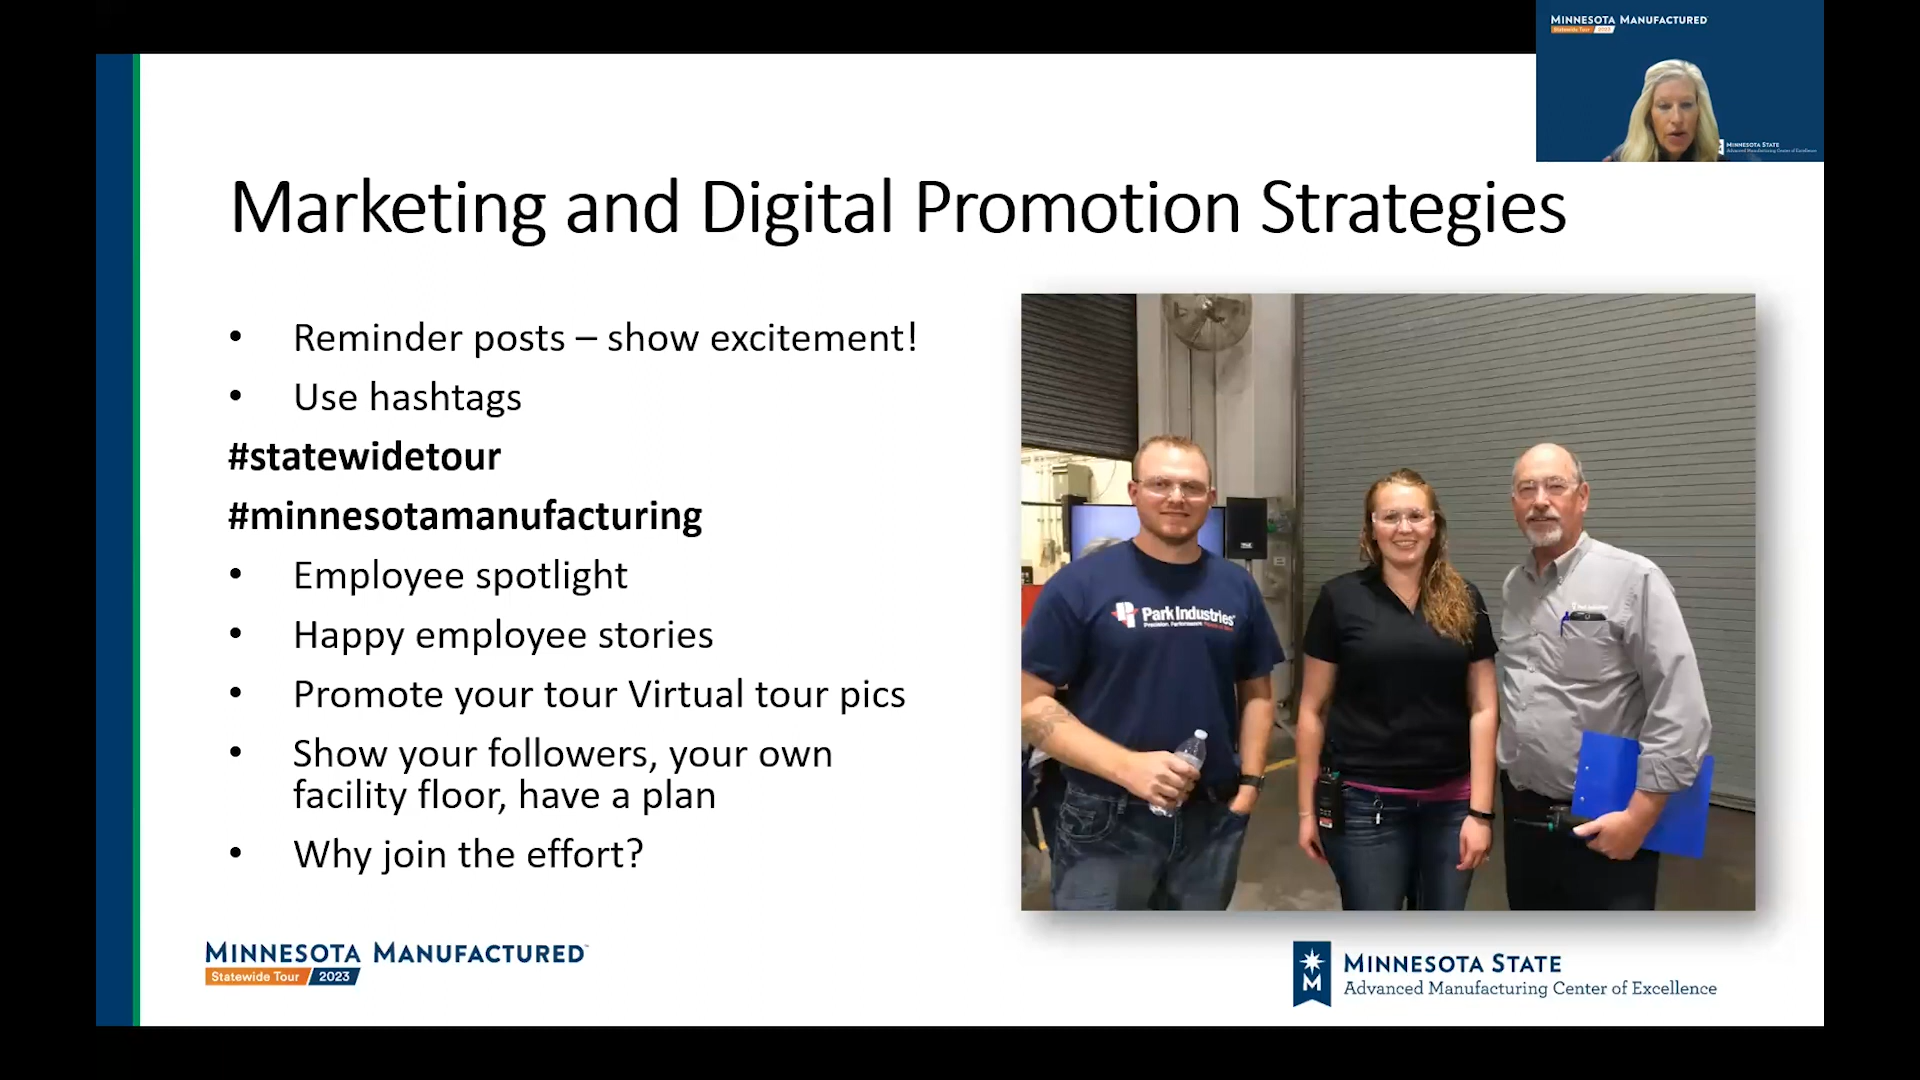 MINNESOTA MANUFACTURED
Statewide Tour 2023
MINNESOTA STATE
Advanced Manufacturing Center of Excellence
Marketing and Digital Promotion Strategies
• Reminder posts – show excitement!
• Use hashtags
#statewidetour
#minnesotamanufacturing
• Employee spotlight
• Happy employee stories
• Promote your tour Virtual tour pics
• Show your followers, your own
facility floor, have a plan
• Why join the effort?
Park Industries
MINNESOTA MANUFACTURED™
Statewide Tour 2023
M
MINNESOTA STATE
Advanced Manufacturing Center of Excellence